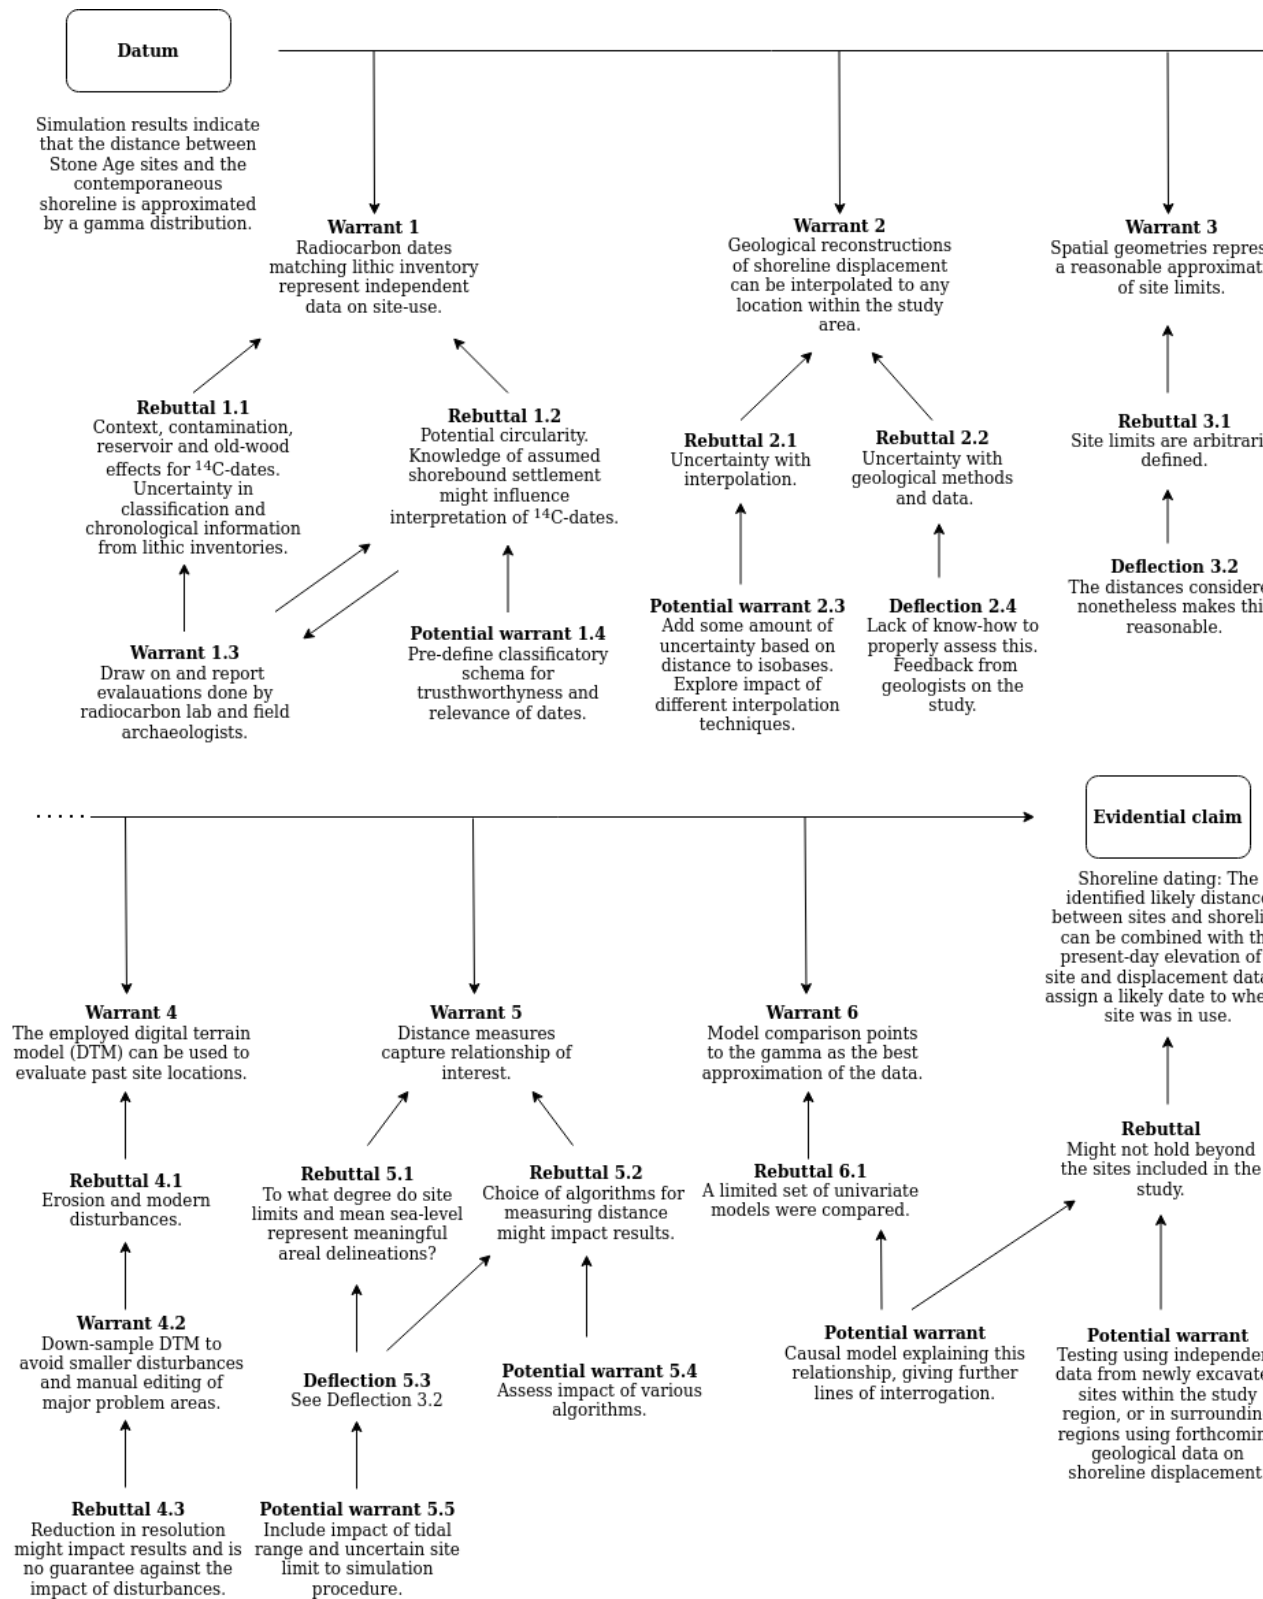 Datum
Simulation results indicate
that the distance between
Stone Age sites and the
contemporaneous
shoreline is approximated
by a gamma distribution.
Warrant 1
Radiocarbon dates
matching lithic inventory
represent independent
data on site-use.
Warrant 2
Geological reconstructions
of shoreline displacement
can be interpolated to any
location within the study
area.
Warrant 3
Spatial geometries
a reasonable
of site limits.
Rebuttal 1.1
Context, contamination,
reservoir and old-wood
effects for ¹⁴C-dates.
Uncertainty in
classification and
chronological information
from lithic inventories.
Rebuttal 1.2
Potential circularity.
Knowledge of assumed
shorebound settlement
might influence
interpretation of ¹⁴C-dates.
Rebuttal 2.1
Uncertainty with
interpolation.
Rebuttal 2.2
Uncertainty with
geological methods
and data.
Rebuttal 3.1
Site limits are
defined.
Warrant 1.3
Draw on and report
evalauations done by
radiocarbon lab and field
archaeologists.
Potential warrant 1.4
Pre-define classificatory
schema for
trusthworthyness and
relevance of dates.
Potential warrant 2.3
Add some amount of
uncertainty based on
distance to isobases.
Explore impact of
different interpolation
techniques.
Deflection 2.4
Lack of know-how to
properly assess this.
Feedback from
geologists on the
study.
Deflection 3.2
The distances
nonetheless makes
reasonable.
.....
Evidential claim
Shoreline dating: The
identified likely
between sites and
can be combined with
present-day elevation of
site and displacement
assign a likely date to
site was in use.
Warrant 4
The employed digital terrain
model (DTM) can be used to
evaluate past site locations.
Warrant 5
Distance measures
capture relationship of
interest.
Warrant 6
Model comparison points
to the gamma as the best
approximation of the data.
Rebuttal 4.1
Erosion and modern
disturbances.
Rebuttal 5.1
To what degree do site
limits and mean sea-level
represent meaningful
areal delineations?
Rebuttal 5.2
Choice of algorithms for
measuring distance
might impact results.
Rebuttal 6.1
A limited set of univariate
models were compared.
Rebuttal
Might not hold beyond
the sites included in the
study.
Warrant 4.2
Down-sample DTM to
avoid smaller disturbances
and manual editing of
major problem areas.
Deflection 5.3
See Deflection 3.2
Potential warrant 5.4
Assess impact of various
algorithms.
Potential warrant
Causal model explaining this
relationship, giving further
lines of interrogation.
Potential warrant
Testing using
data from newly
sites within the study
region, or in
regions using
geological data on
shoreline displacement
Rebuttal 4.3
Reduction in resolution
might impact results and is
no guarantee against the
impact of disturbances.
Potential warrant 5.5
Include impact of tidal
range and uncertain site
limit to simulation
procedure.